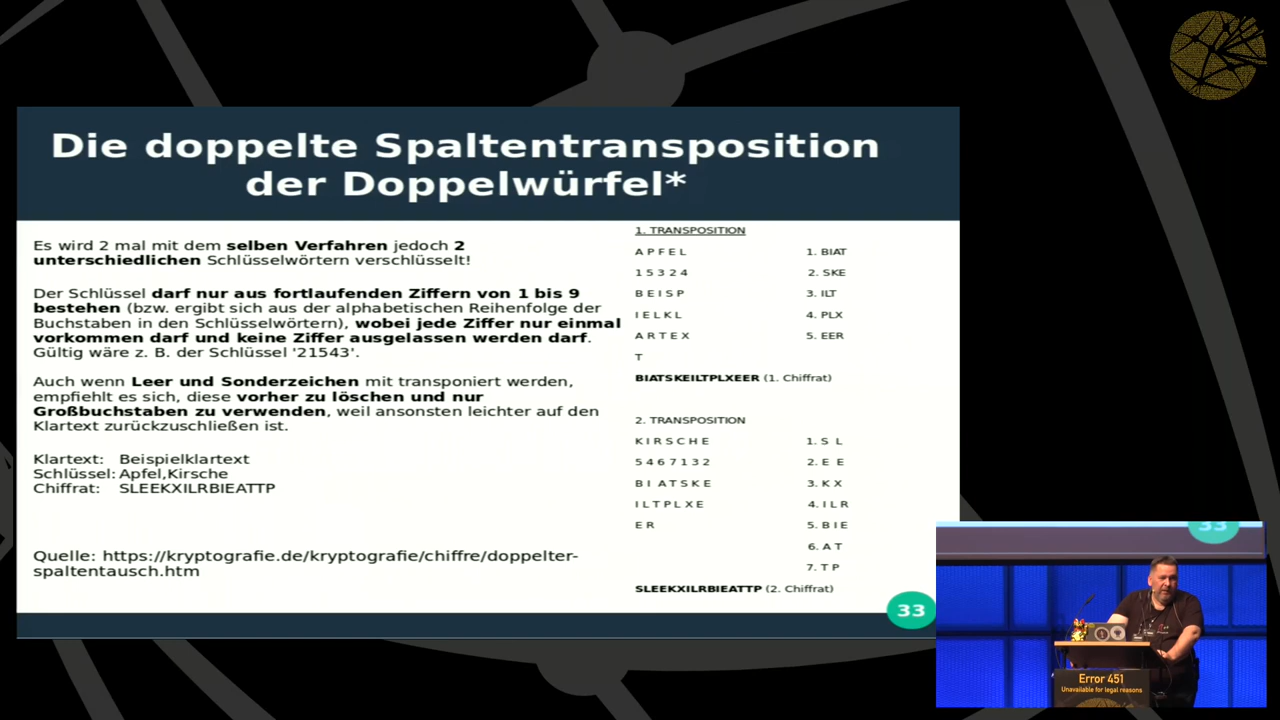 Die doppelte Spaltentransposition
der Doppelwürfel*
Es wird 2 mal mit dem selben Verfahren jedoch 2
unterschiedlichen Schlüsselwörtern verschlüsselt!
Der Schlüssel darf nur aus fortlaufenden Ziffern von 1 bis 9
bestehen (bzw. ergibt sich aus der alphabetischen Reihenfolge der
Buchstaben in den Schlüsselwörtern), wobei jede Ziffer nur einmal
vorkommen darf und keine Ziffer ausgelassen werden darf.
Gültig wäre z. B. der Schlüssel '21543'.
Auch wenn Leer und Sonderzeichen mit transponiert werden,
empfiehlt es sich, diese vorher zu löschen und nur
Großbuchstaben zu verwenden, weil ansonsten leichter auf den
Klartext zurückzuschließen ist.
Klartext: Beispielklartext
Schlüssel: Apfel,Kirsche
Chiffrat: SLEEKXILRBIEATTP
Quelle: https://kryptografie.de/kryptografie/chiffre/doppelter-
spaltentausch.htm
1. TRANSPOSITION
A P F E L 1. BIAT
1 5 3 2 4 2. SKE
B E I S P 3. ILT
I E L K L 4. PLX
A R T E X 5. EER
T
BIATSKEILTPLXEER (1. Chiffrat)
2. TRANSPOSITION
K I R S C H E 1. S L
5 4 6 7 1 3 2 2. E E
B I A T S K E 3. K X
I L T P L X E 4. I L R
E R 5. B I E
6. A T
7. T P
SLEEKXILRBIEATTP (2. Chiffrat)
33
33
Error 451
Unavailable for legal reasons